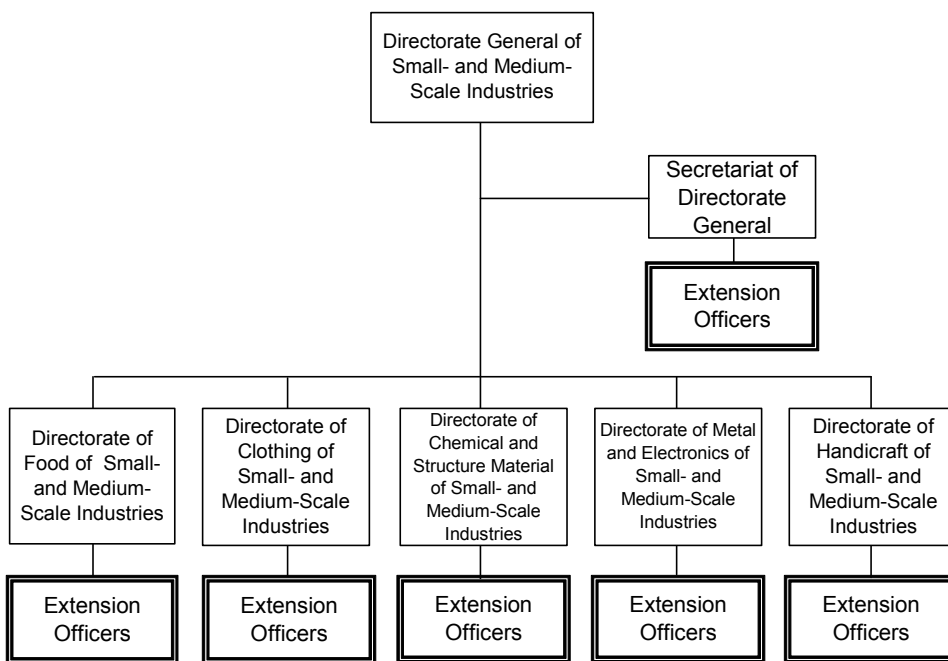 Directorate General of
Small- and Medium-
Scale Industries
Secretariat of
Directorate
General
Extension
Officers
Directorate of
Food of Small-
and Medium-
Scale Industries
Directorate of
Clothing of
Small- and
Medium-Scale
Industries
Directorate of
Chemical and
Structure Material
of Small- and
Medium-Scale
Industries
Directorate of Metal
and Electronics of
Small- and
Medium-Scale
Industries
Directorate of
Handicraft of
Small- and
Medium-Scale
Industries
Extension
Officers
Extension
Officers
Extension
Officers
Extension
Officers
Extension
Officers